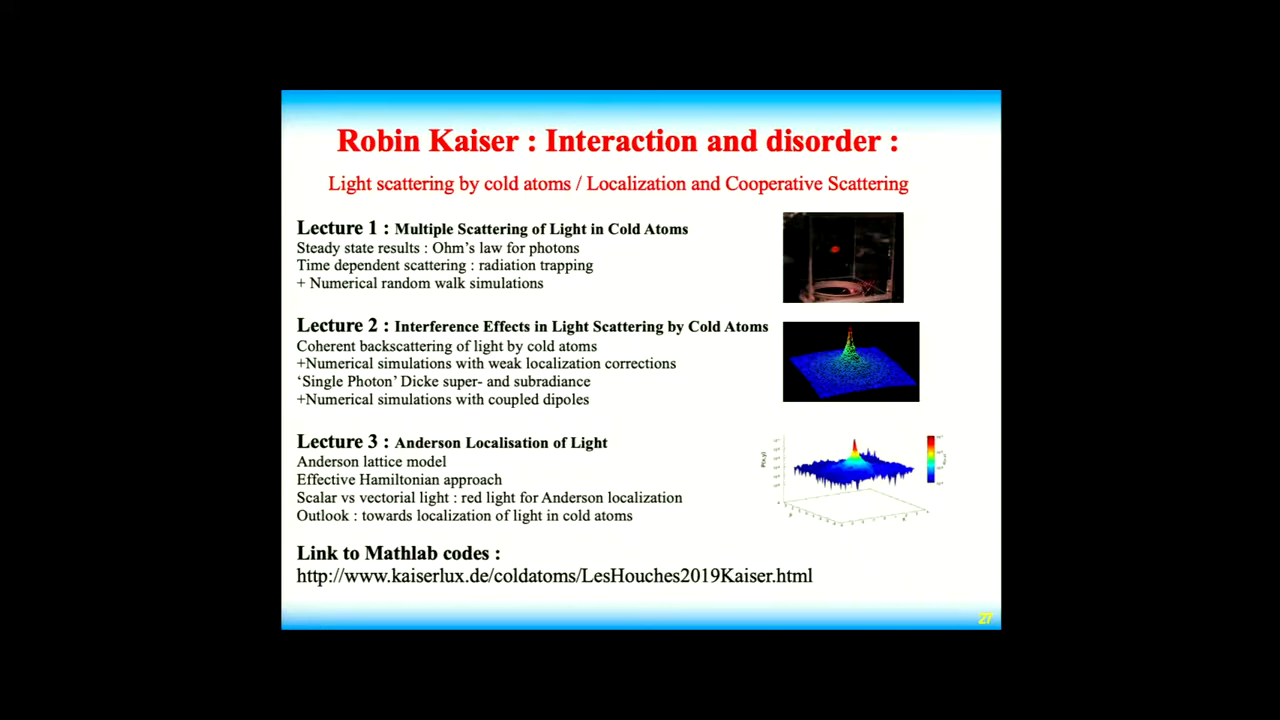 Robin Kaiser : Interaction and disorder :
Light scattering by cold atoms / Localization and Cooperative Scattering
Lecture 1 : Multiple Scattering of Light in Cold Atoms
Steady state results : Ohm's law for photons
Time dependent scattering : radiation trapping
+ Numerical random walk simulations
Lecture 2 : Interference Effects in Light Scattering by Cold Atoms
Coherent backscattering of light by cold atoms
+Numerical simulations with weak localization corrections
‘Single Photon’ Dicke super- and subradiance
+Numerical simulations with coupled dipoles
Lecture 3 : Anderson Localisation of Light
Anderson lattice model
Effective Hamiltonian approach
Scalar vs vectorial light : red light for Anderson localization
Outlook : towards localization of light in cold atoms
Link to Mathlab codes :
http://www.kaiserlux.de/coldatoms/LesHouches2019Kaiser.html
27